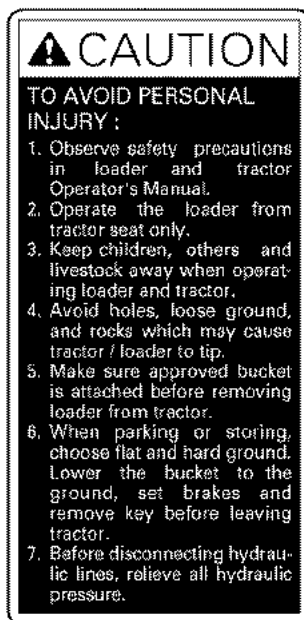 CAUTION
TO AVOID PERSONAL
INJURY :
1. Observe safety precautions
in loader and tractor
Operator's Manual.
2. Operate the loader from
tractor seat only.
3. Keep children, others and
livestock away when operat-
ing loader and tractor.
4. Avoid holes, loose ground,
and rocks which may cause
tractor / loader to tip.
5. Make sure approved bucket
is attached before removing
loader from tractor.
6. When parking or storing,
choose flat and hard ground.
Lower the bucket to the
ground, set brakes and
remove key before leaving
tractor.
7. Before disconnecting hydrau-
lic lines, relieve all hydraulic
pressure.